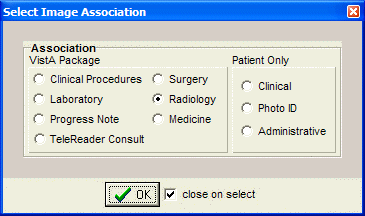 Select Image Association
Association
VistA Package
Clinical Procedures
Surgery
Laboratory
Radiology
Progress Note
Medicine
TeleReader Consult
Patient Only
Clinical
Photo ID
Administrative
OK
close on select